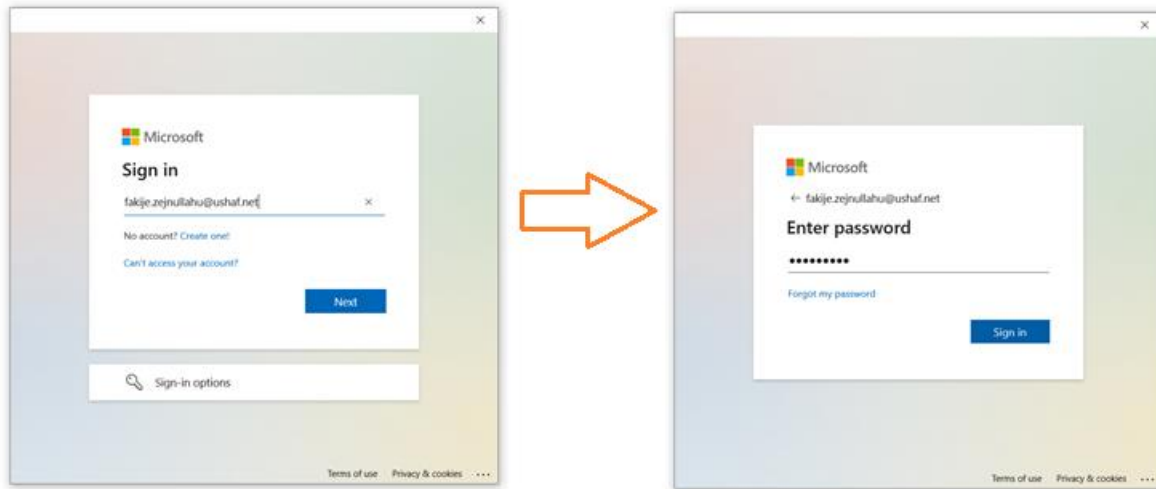 Microsoft
Sign in
fakije.zejnullahu@ushaf.net
No account? Create one!
Can't access your account?
Next
Sign-in options
Terms of use Privacy & cookies ...
Microsoft
← fakije.zejnullahu@ushaf.net
Enter password
•••••••••
Forgot my password
Sign in
Terms of use Privacy & cookies ...